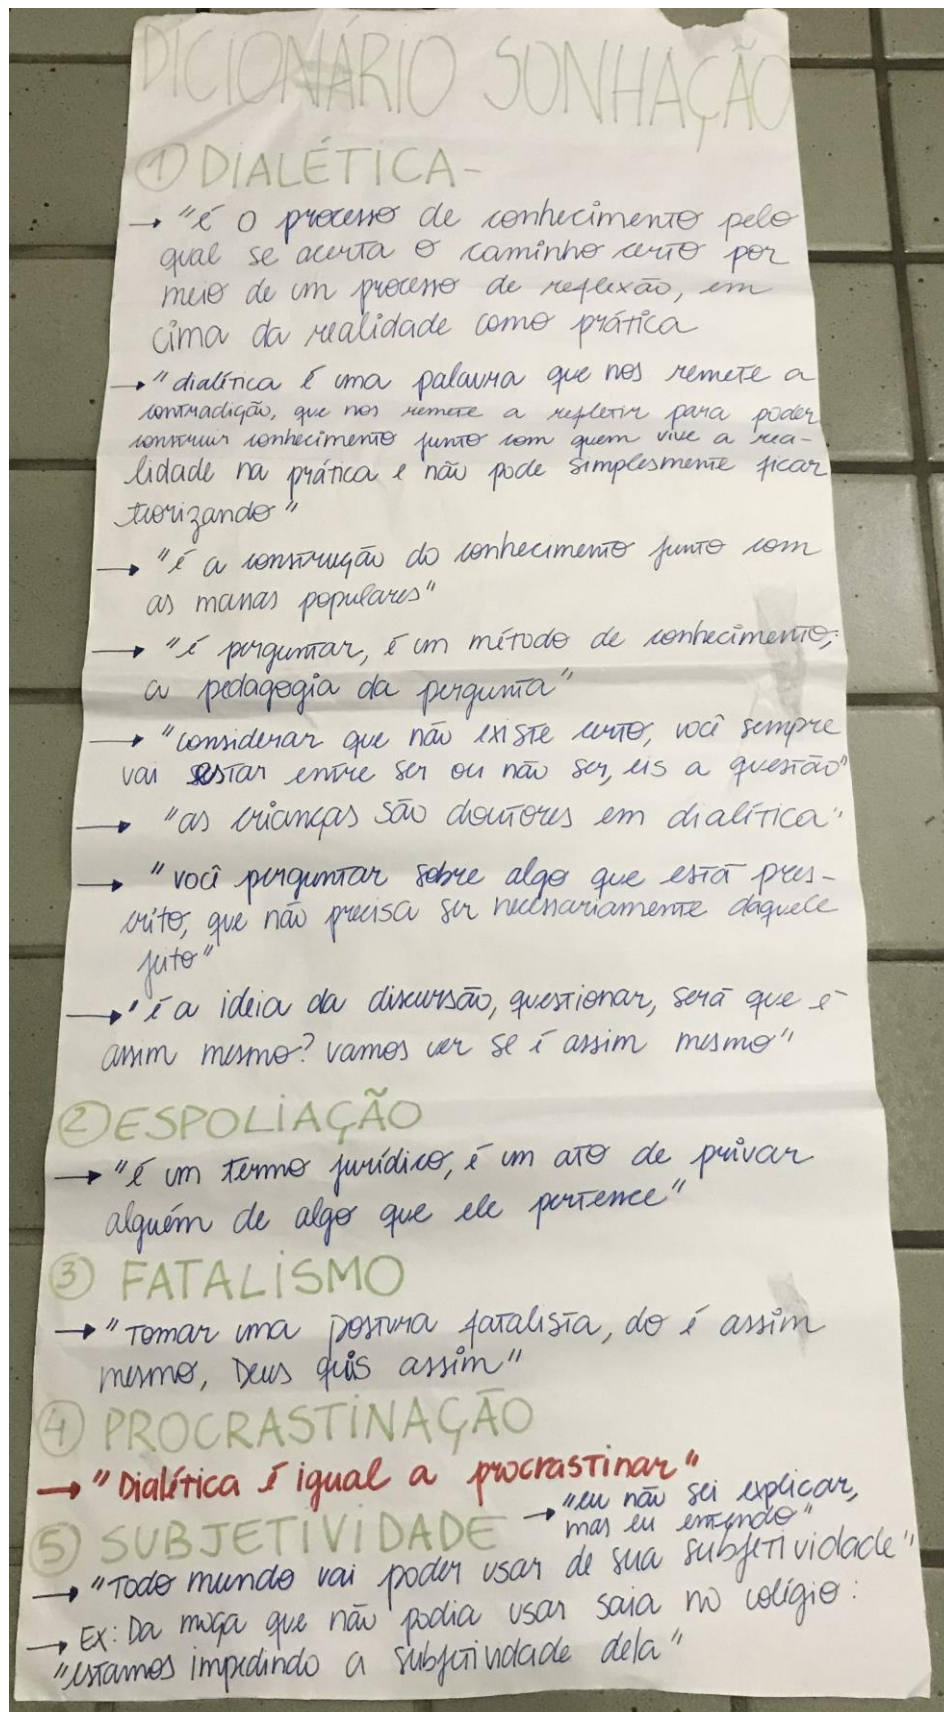 DICIONÁRIO SONHAÇÃO
① DIALÉTICA-
→ "é o processo de conhecimento pelo
qual se acerta o caminho certo por
meio de um processo de reflexão, em
cima da realidade como prática
→ "dialética é uma palavra que nos remete a
contradição, que nos remete a refletir para poder
construir conhecimento junto com quem vive a rea-
lidade na prática e não pode simplesmente ficar
teorizando"
→ "é a construção do conhecimento junto com
as massas populares"
→ "é perguntar, é um método de conhecimento,
a pedagogia da pergunta"
→ "considerar que não existe certo, você sempre
vai estar entre ser ou não ser, eis a questão"
→ "as crianças são doutores em dialética"
→ "você perguntar sobre algo que está pres-
crito, que não precisa ser necessariamente daquele
jeito"
→ "é a ideia da discursão, questionar, será que é
assim mesmo? vamos ver se é assim mesmo"
② ESPOLIAÇÃO
→ "é um termo jurídico, é um ato de privar
alguém de algo que ele pertence"
③ FATALISMO
→ "Tomar uma postura fatalista, do é assim
mesmo, Deus quis assim"
④ PROCRASTINAÇÃO
→ "Dialética é igual a procrastinar"
⑤ SUBJETIVIDADE → "eu não sei explicar,
mas eu entendo"
→ "Todo mundo vai poder usar de sua subjetividade"
→ Ex: Da moça que não podia usar saia no colégio:
"estamos impedindo a subjetividade dela"